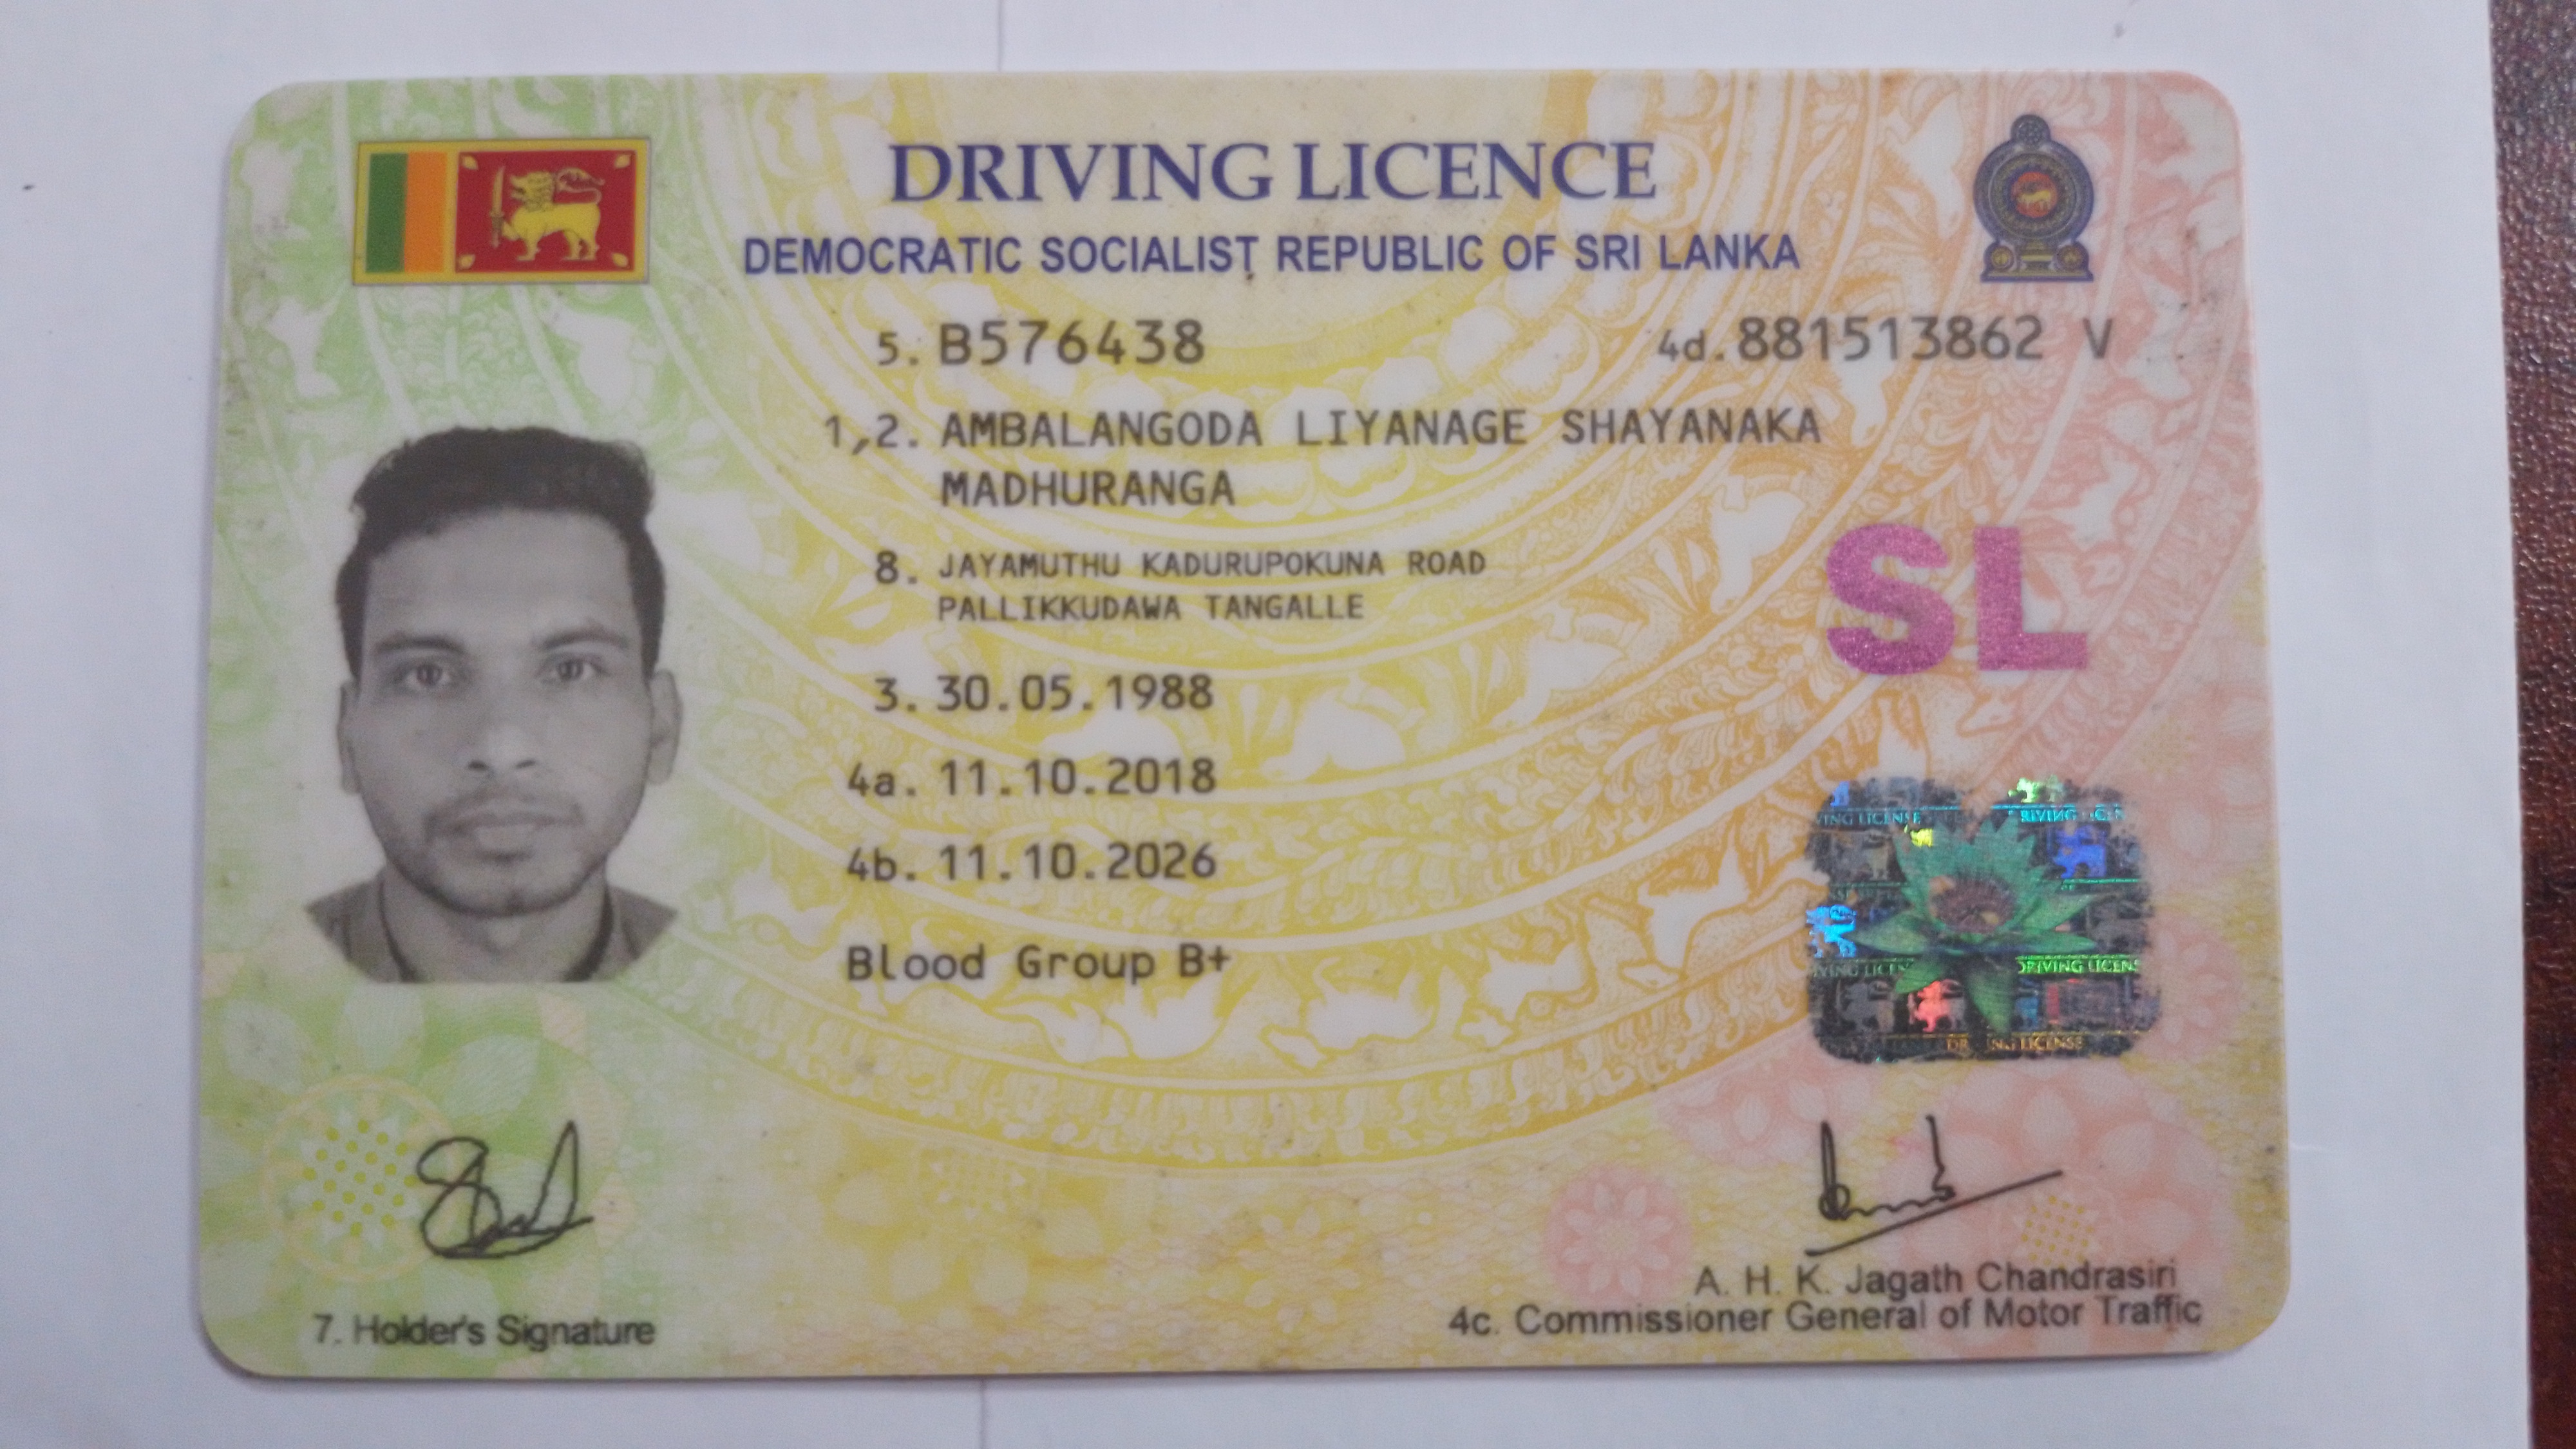 DRIVING LICENCE
DEMOCRATIC SOCIALIST REPUBLIC OF SRI LANKA
5. B576438 4d. 881513862 V
1,2. AMBALANGODA LIYANAGE SHAYANAKA
MADHURANGA
8. JAYAMUTHU KADURUPOKUNA ROAD
PALLIKKUDAWA TANGALLE
SL
3. 30.05.1988
4a. 11.10.2018
4b. 11.10.2026
Blood Group B+
DRIVING LICENSE
A. H. K. Jagath Chandrasiri
7. Holder's Signature 4c. Commissioner General of Motor Traffic